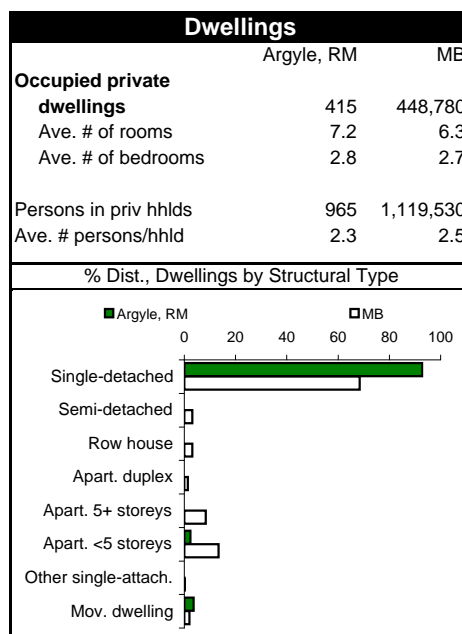 Dwellings
Argyle, RM MB
Occupied private
dwellings 415 448,780
Ave. # of rooms 7.2 6.3
Ave. # of bedrooms 2.8 2.7
Persons in priv hhlds 965 1,119,530
Ave. # persons/hhld 2.3 2.5
% Dist., Dwellings by Structural Type
Argyle, RM MB
0 20 40 60 80 100
Single-detached
Semi-detached
Row house
Apart. duplex
Apart. 5+ storeys
Apart. <5 storeys
Other single-attach.
Mov. dwelling